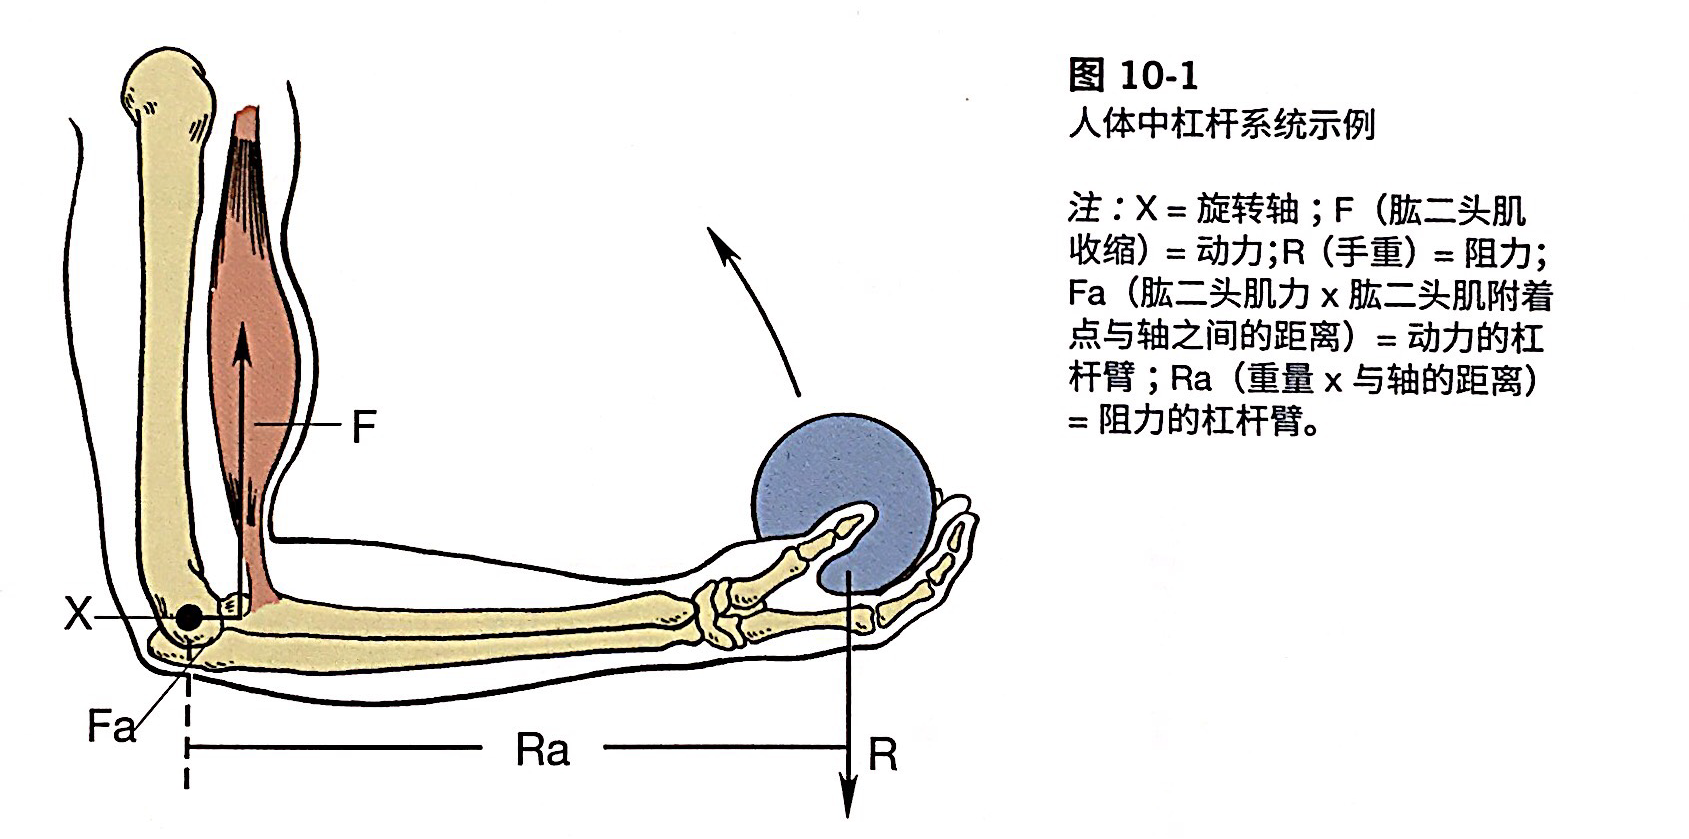 图 10-1
人体中杠杆系统示例
注：X = 旋转轴；F（肱二头肌
收缩）= 动力;R（手重）= 阻力;
Fa（肱二头肌力 x 肱二头肌附着
点与轴之间的距离）= 动力的杠
杆臂；Ra（重量 x 与轴的距离）
= 阻力的杠杆臂。
F
X
Fa
Ra
R